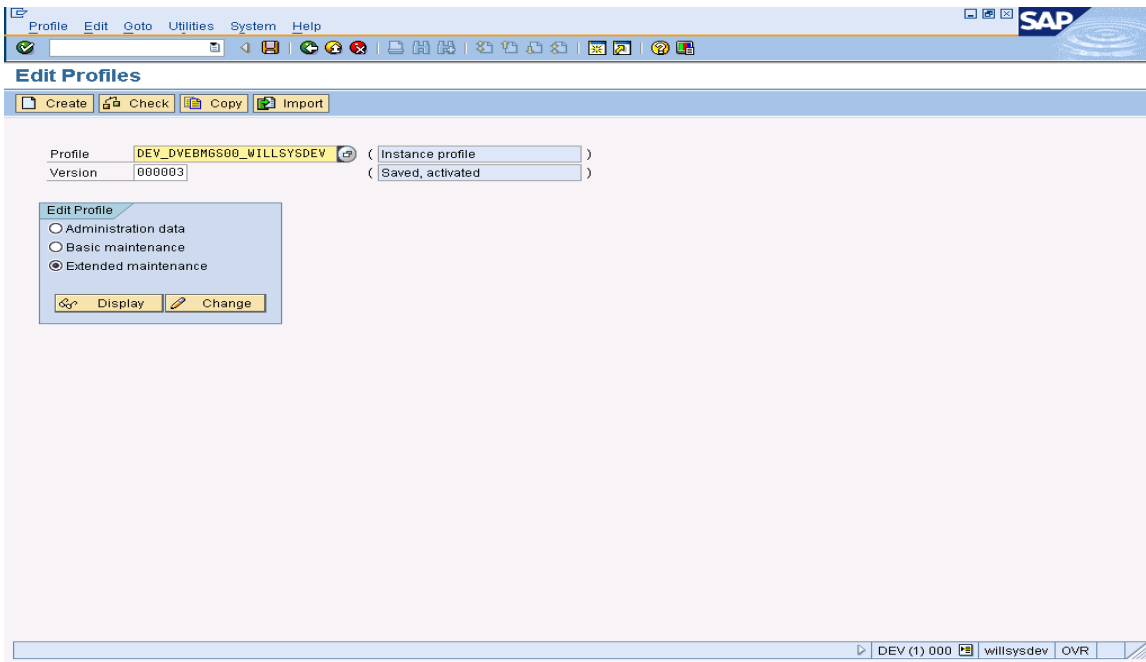 Profile Edit Goto Utilities System Help
SAP
Edit Profiles
Create Check Copy Import
Profile DEV_DVEBMGS00_WILLSYSDEV ( Instance profile )
Version 000003 ( Saved, activated )
Edit Profile
Administration data
Basic maintenance
Extended maintenance
Display Change
DEV (1) 000 willsysdev OVR